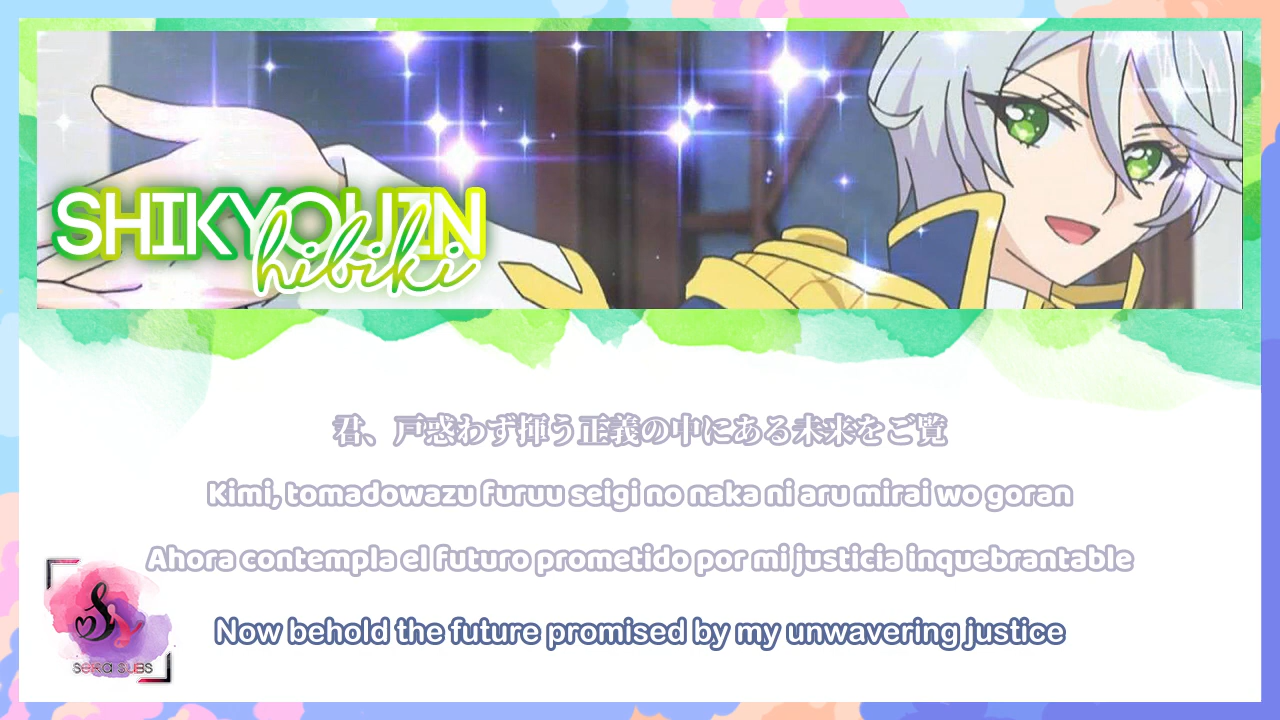 SHIKYOUIN
hibiki
君、戸惑わず揮う正義の中にある未来をご覧
Kimi, tomadowazu furuu seigi no naka ni aru mirai wo goran
Ahora contempla el futuro prometido por mi justicia inquebrantable
Now behold the future promised by my unwavering justice
SEIRA SUBS